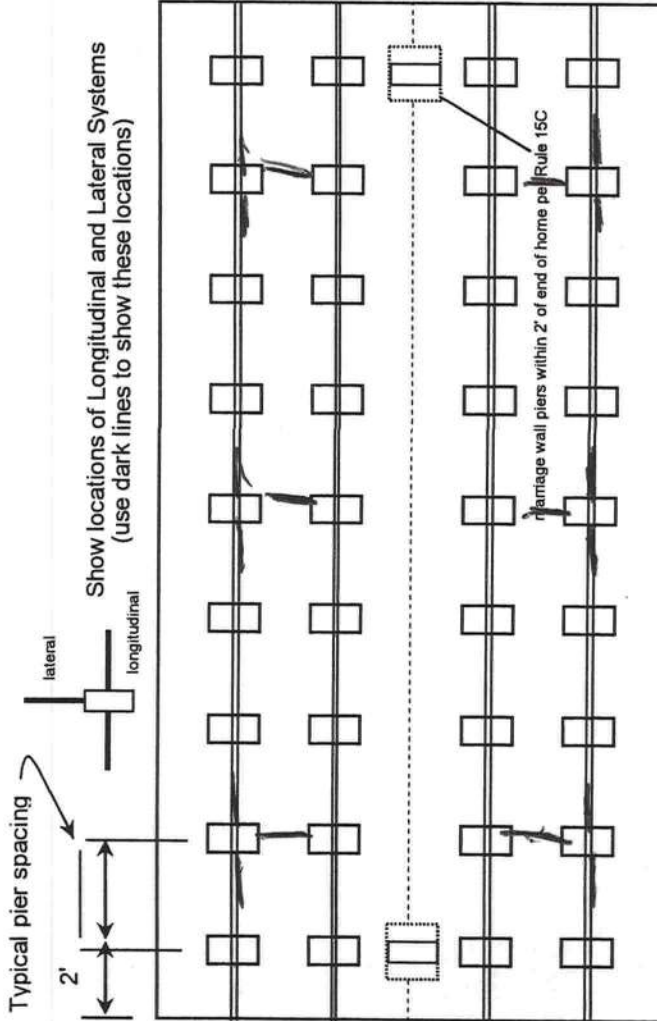 Typical pier spacing
2'
lateral
longitudinal
Show locations of Longitudinal and Lateral Systems
(use dark lines to show these locations)
marriage wall piers within 2' of end of home per Rule 15C